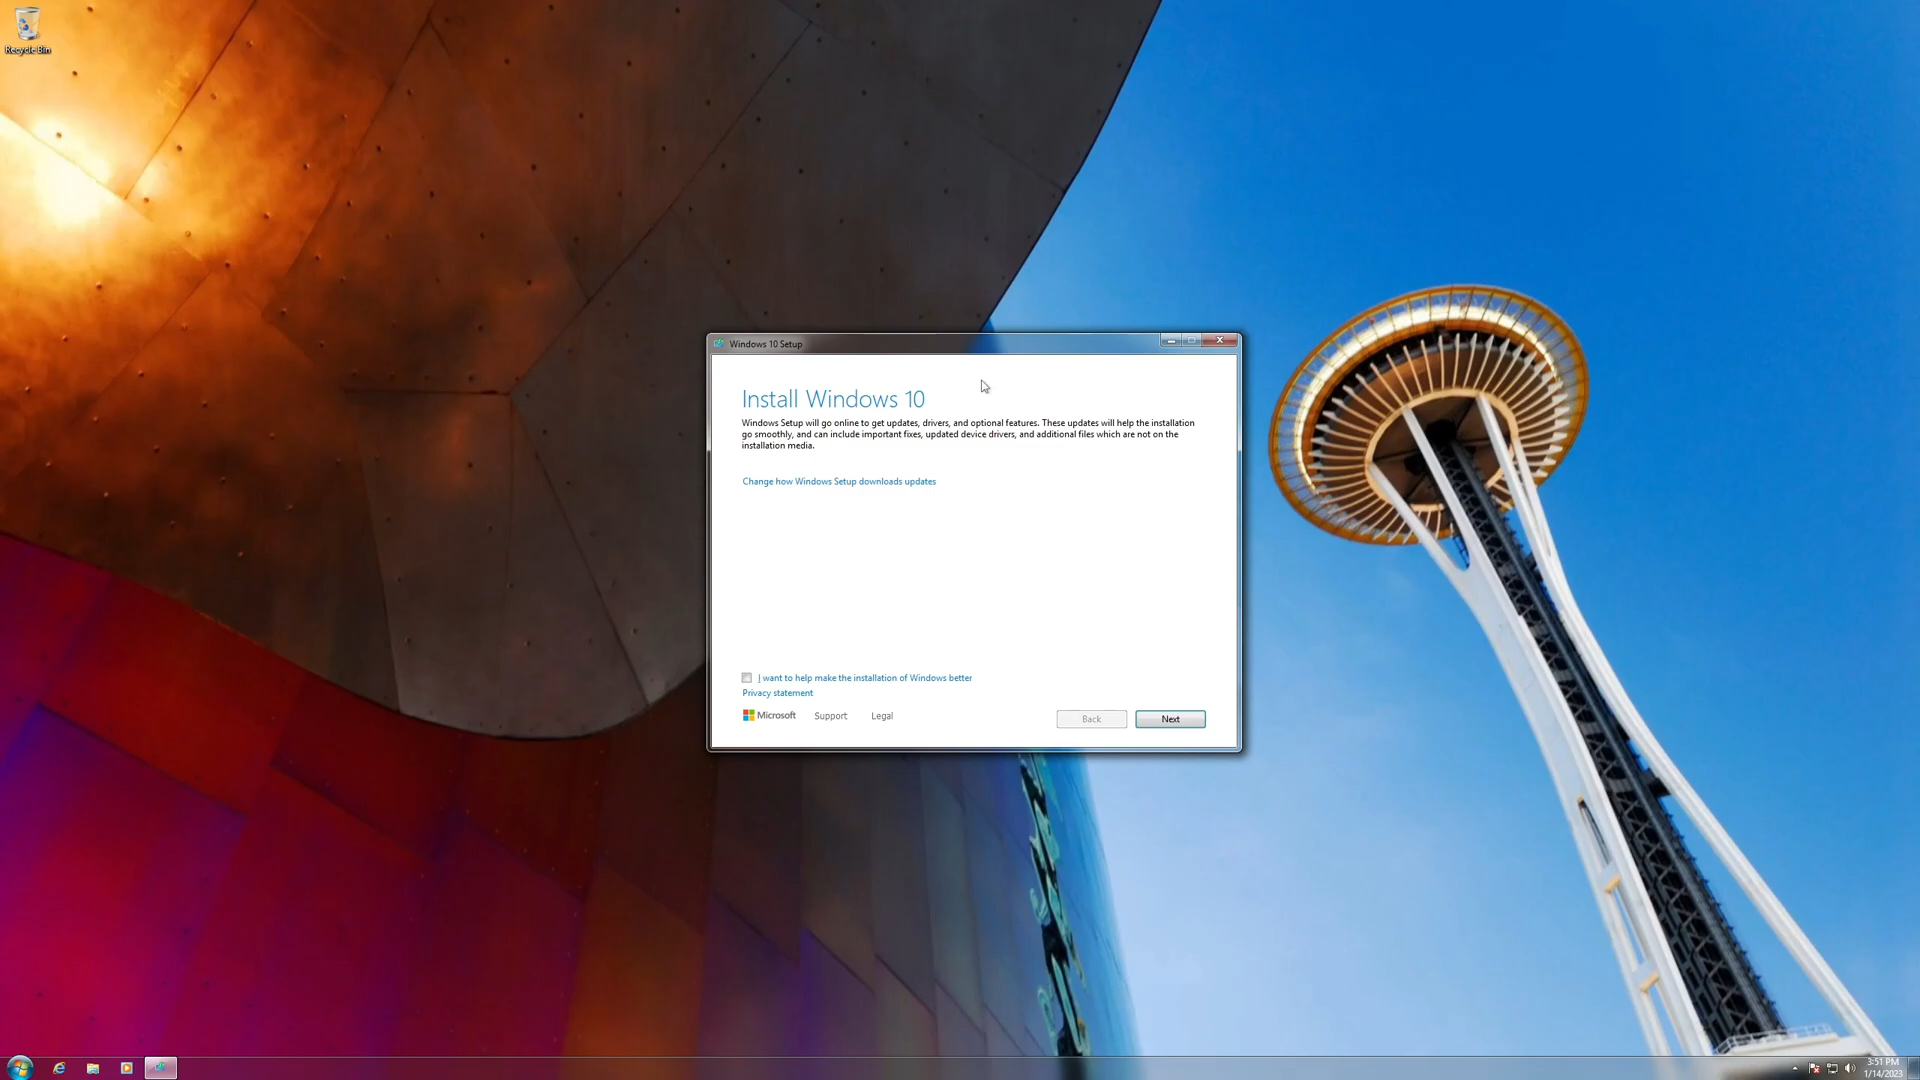 Recycle Bin
Windows 10 Setup
Install Windows 10
Windows Setup will go online to get updates, drivers, and optional features. These updates will help the installation
go smoothly, and can include important fixes, updated device drivers, and additional files which are not on the
installation media.
Change how Windows Setup downloads updates
I want to help make the installation of Windows better
Privacy statement
Microsoft Support Legal Back Next
3:51 PM
1/14/2023